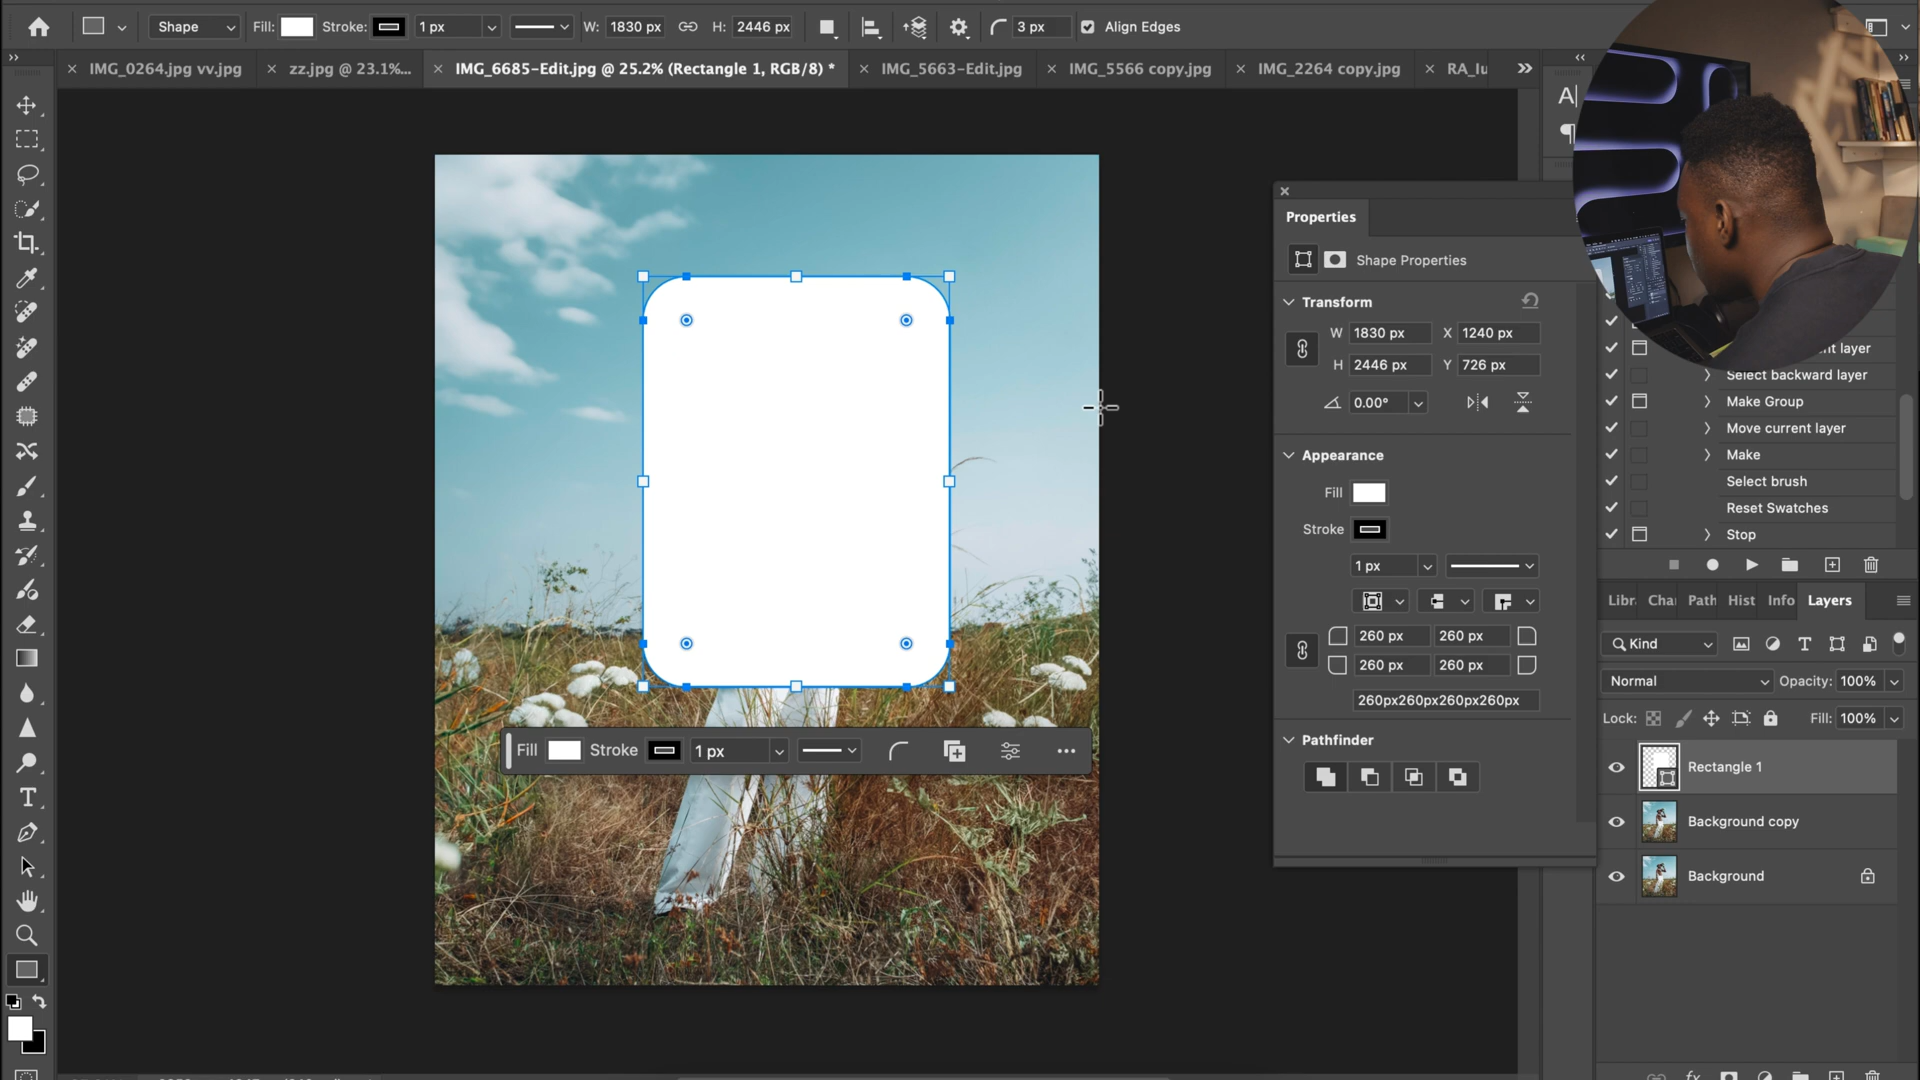 Shape Fill: Stroke: 1 px W: 1830 px H: 2446 px 3 px Align Edges
IMG_0264.jpg vv.jpg zz.jpg @ 23.1%... IMG_6685-Edit.jpg @ 25.2% (Rectangle 1, RGB/8) * IMG_5663-Edit.jpg IMG_5566 copy.jpg IMG_2264 copy.jpg
Properties
Shape Properties
Transform
W 1830 px X 1240 px
H 2446 px Y 726 px
0.00°
Appearance
Fill
Stroke
1 px
260 px 260 px
260 px 260 px
260px260px260px260px
Pathfinder
Fill Stroke 1 px
layer
Select backward layer
Make Group
Move current layer
Make
Select brush
Reset Swatches
Stop
Libr Cha Path Hist Info Layers
Kind
Normal Opacity: 100%
Lock: Fill: 100%
Rectangle 1
Background copy
Background